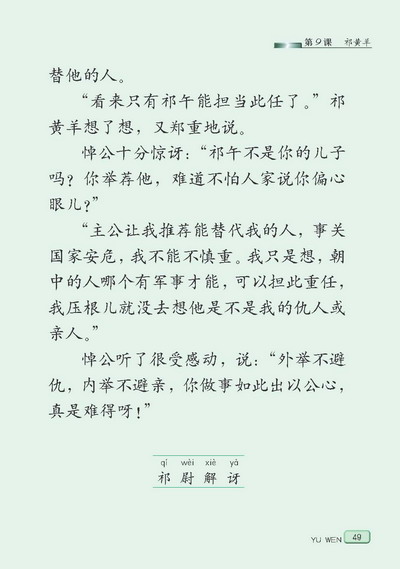 第9课 祁黄羊
替他的人。
“看来只有祁午能担当此任了。”祁
黄羊想了想，又郑重地说。
悼公十分惊讶：“祁午不是你的儿子
吗？你举荐他，难道不怕人家说你偏心
眼儿？”
“主公让我推荐能替代我的人，事关
国家安危，我不能不慎重。我只是想，朝
中的人哪个有军事才能，可以担此重任，
我压根儿就没去想他是不是我的仇人或
亲人。”
悼公听了很受感动，说：“外举不避
仇，内举不避亲，你做事如此出以公心，
真是难得呀！”
qí wèi xiè yà
祁尉解讶
YU WEN 49